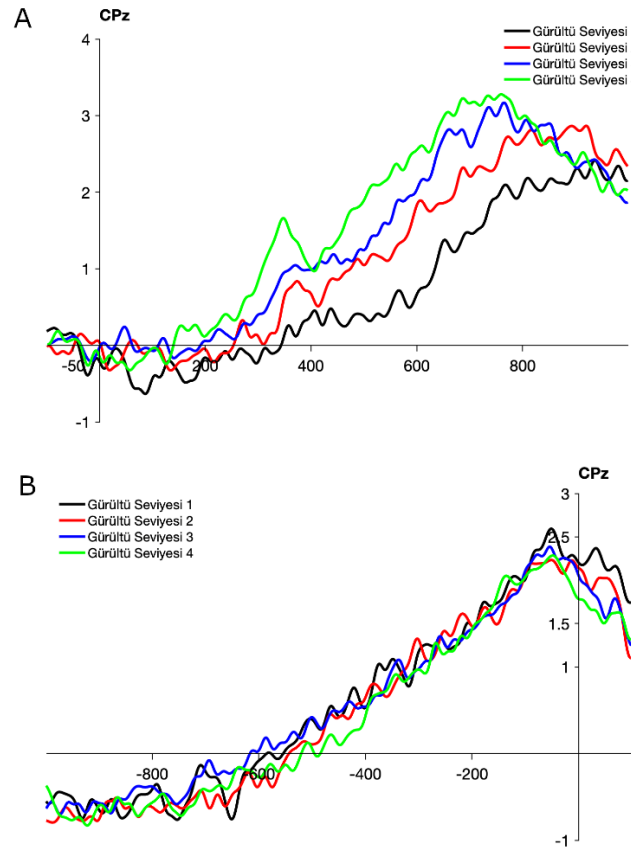 A
CPz
4
Gürültü Seviyesi
Gürültü Seviyesi
Gürültü Seviyesi
Gürültü Seviyesi
3
2
1
-50 200 400 600 800
-1
B
CPz
3
Gürültü Seviyesi 1
Gürültü Seviyesi 2
Gürültü Seviyesi 3
Gürültü Seviyesi 4
2.5
1.5
1
-800 -600 -400 -200
-1